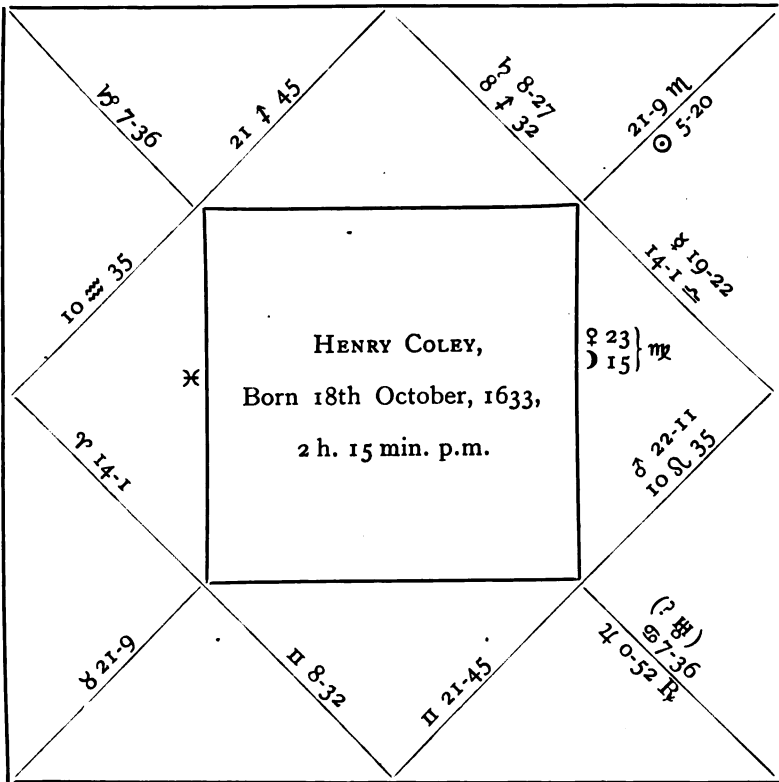 ♑ 7-36
21 ♐ 45
♄ 8-27
8 ♐ 32
21-9 ♏
☉ 5-20
10 ♒ 35
☿ 19-22
14-1 ♎
♓
HENRY COLEY,
Born 18th October, 1633,
2 h. 15 min. p.m.
♀ 23 } ♍
☽ 15
♈ 14-1
♂ 22-11
10 ♌ 35
♉ 21-9
♊ 8-32
♊ 21-45
(? ♅)
♋ 7-36
♃ 0-52 ℞